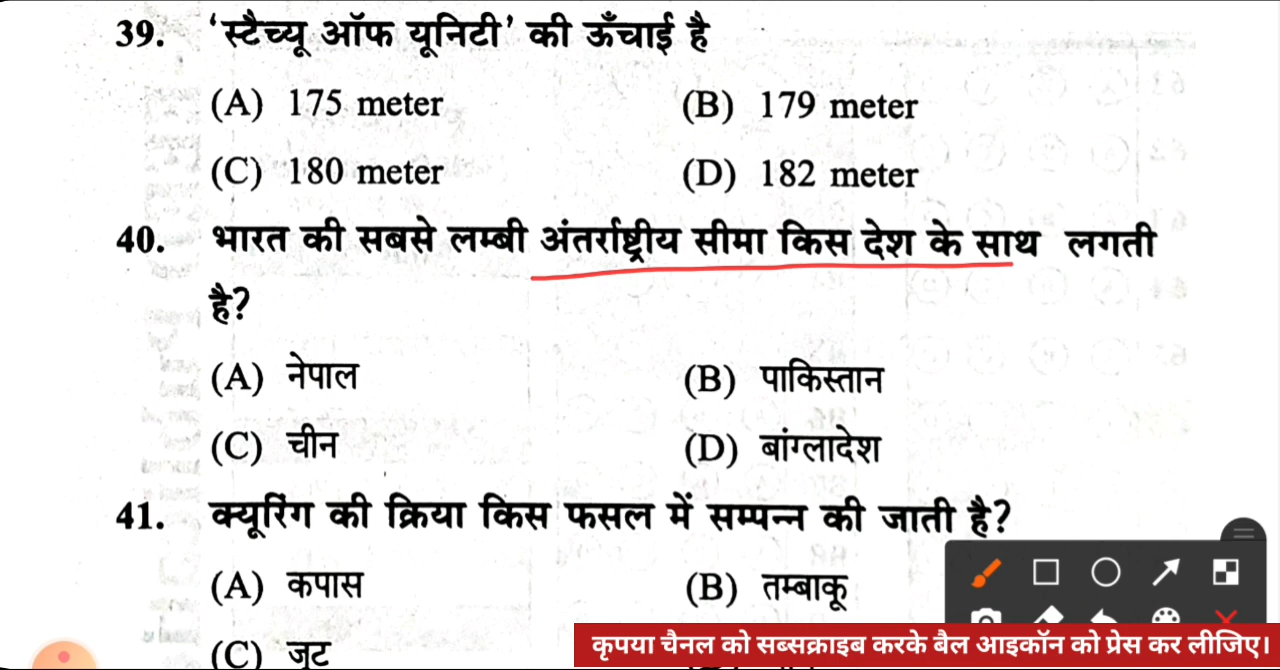 39. ‘स्टैच्यू ऑफ यूनिटी’ की ऊँचाई है
(A) 175 meter (B) 179 meter
(C) 180 meter (D) 182 meter
40. भारत की सबसे लम्बी अंतर्राष्ट्रीय सीमा किस देश के साथ लगती
है?
(A) नेपाल (B) पाकिस्तान
(C) चीन (D) बांग्लादेश
41. क्यूरिंग की क्रिया किस फसल में सम्पन्न की जाती है?
(A) कपास (B) तम्बाकू
(C) जूट
कृपया चैनल को सब्सक्राइब करके बैल आइकॉन को प्रेस कर लीजिए।